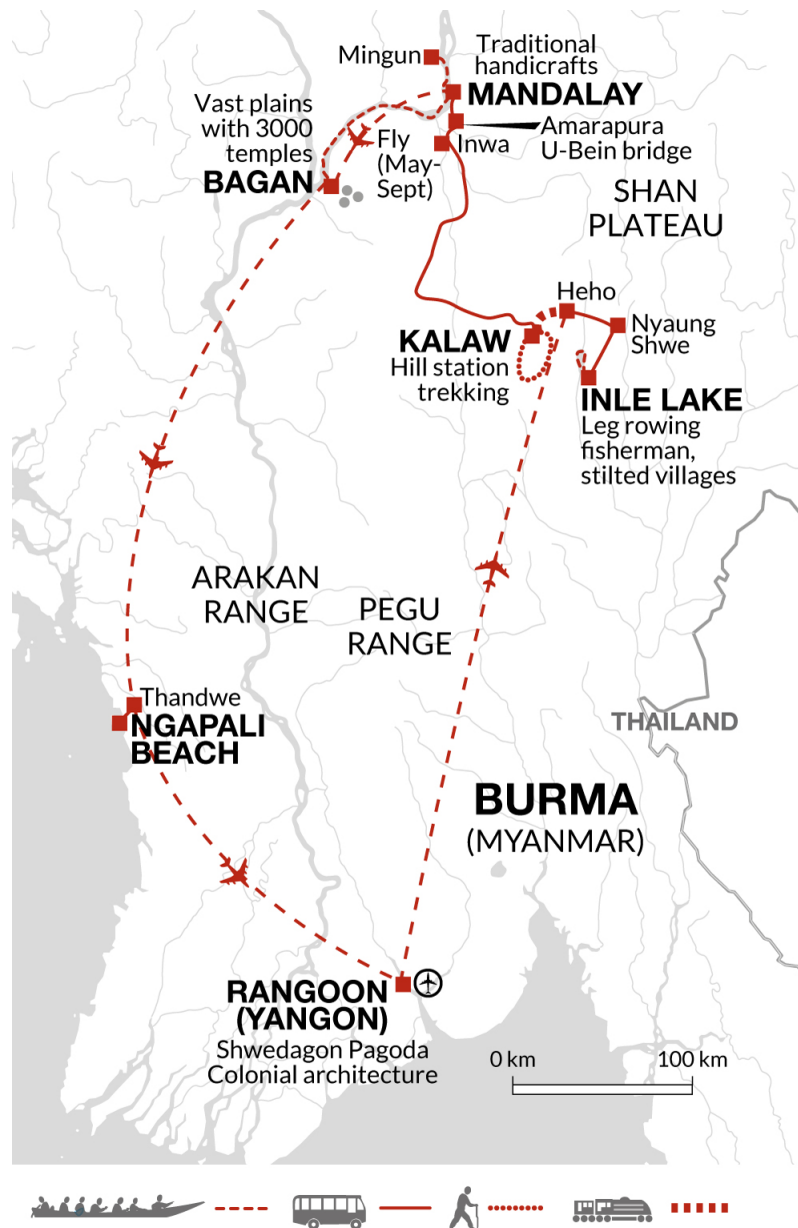 Mingun
Traditional
handicrafts
MANDALAY
Vast plains
with 3000
temples
BAGAN
Fly
(May-
Sept)
Inwa
Amarapura
U-Bein bridge
SHAN
PLATEAU
Heho
Nyaung
Shwe
KALAW
Hill station
trekking
INLE LAKE
Leg rowing
fisherman,
stilted villages
ARAKAN
RANGE
PEGU
RANGE
Thandwe
NGAPALI
BEACH
THAILAND
BURMA
(MYANMAR)
RANGOON
(YANGON)
Shwedagon Pagoda
Colonial architecture
0 km 100 km